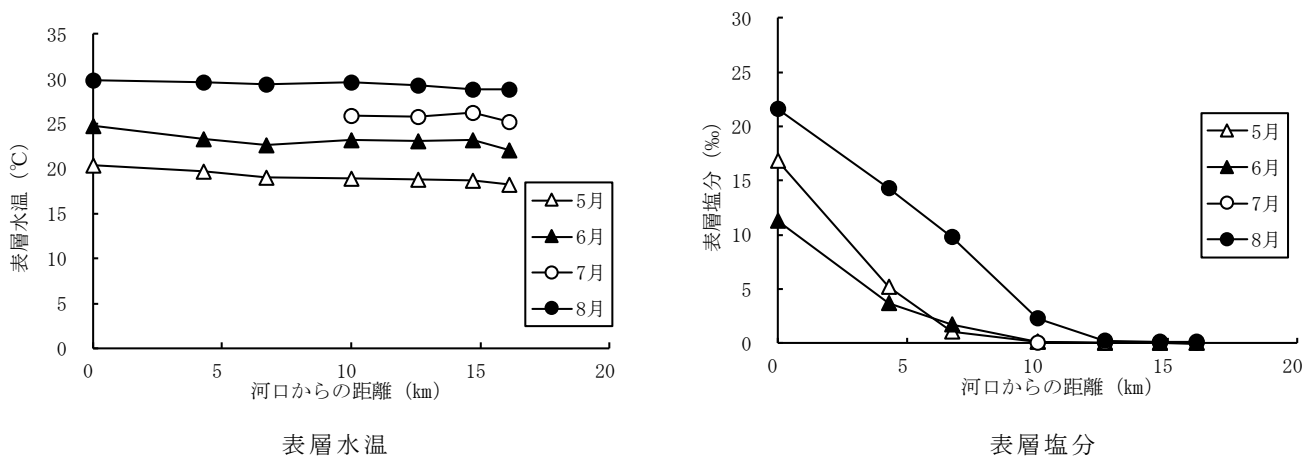 35
30
25
20
15
10
5
0
表層水温 (℃)
0 5 10 15 20
河口からの距離 (km)
5月
6月
7月
8月
表層水温
30
25
20
15
10
5
0
表層塩分 (‰)
0 5 10 15 20
河口からの距離 (km)
5月
6月
7月
8月
表層塩分